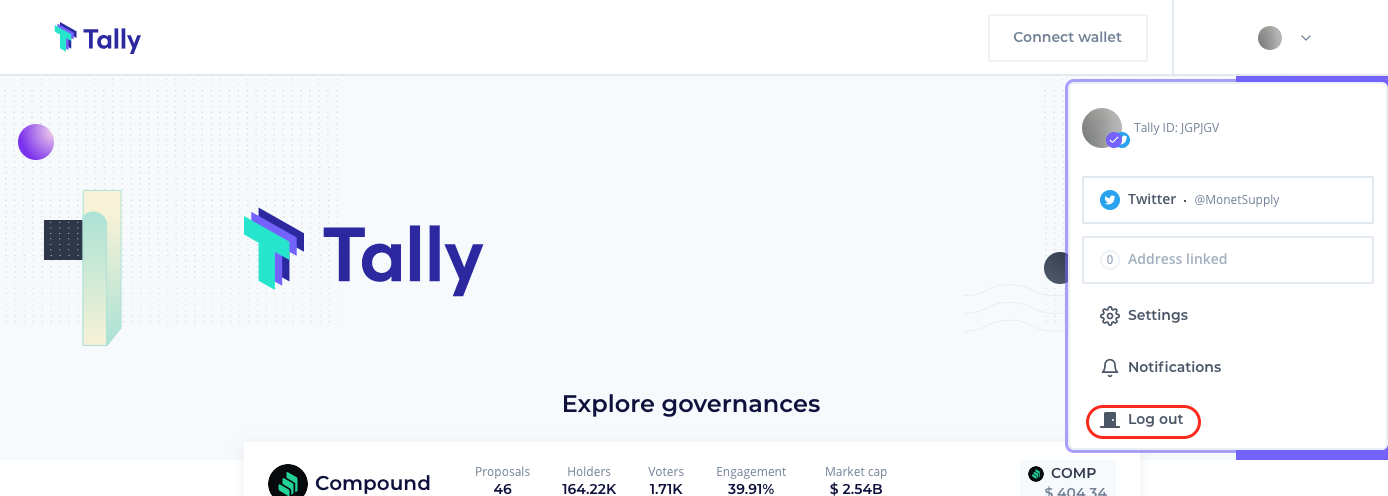 Tally
Connect wallet
Tally ID: JGPJGV
Twitter · @MonetSupply
0 Address linked
Settings
Notifications
Log out
Tally
Explore governances
Compound
Proposals
46
Holders
164.22K
Voters
1.71K
Engagement
39.91%
Market cap
$ 2.54B
COMP
$ 404.34